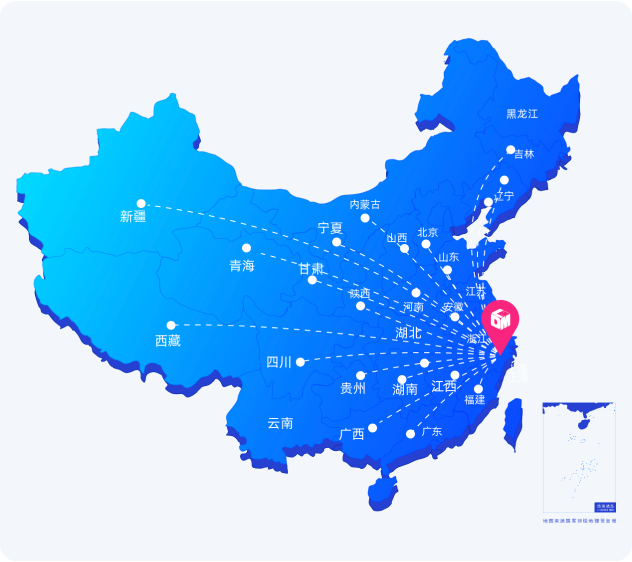 黑龙江
吉林
辽宁
内蒙古
新疆
宁夏
北京
山西
山东
青海
甘肃
陕西
江苏
河南
安徽
湖北
浙江
西藏
四川
贵州
湖南
江西
福建
云南
广西
广东